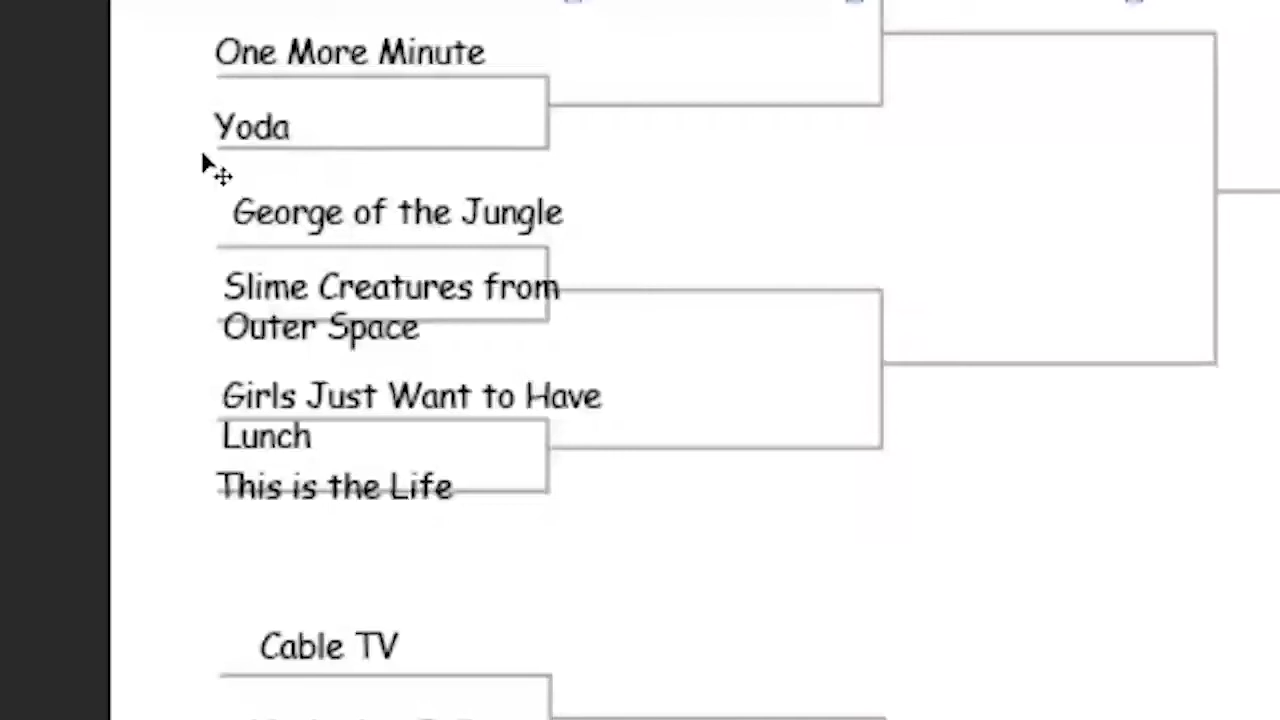 One More Minute
Yoda
George of the Jungle
Slime Creatures from
Outer Space
Girls Just Want to Have
Lunch
This is the Life
Cable TV